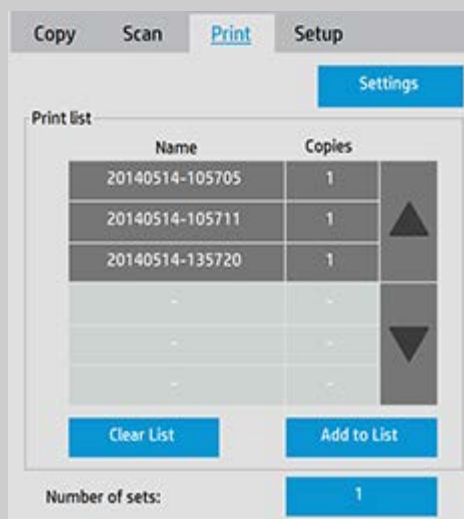 Copy Scan Print Setup
Settings
Print list
Name Copies
20140514-105705 1
20140514-105711 1
20140514-135720 1
- -
- -
- -
Clear List Add to List
Number of sets: 1